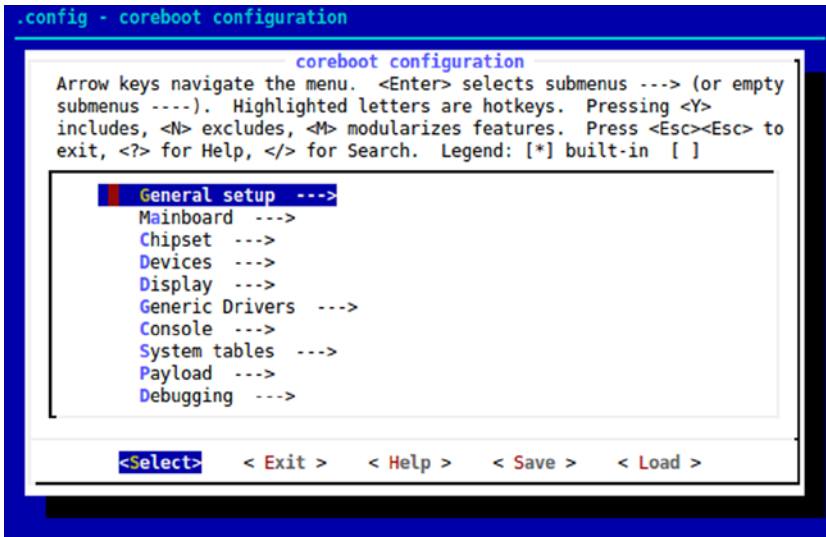 .config - coreboot configuration
coreboot configuration
Arrow keys navigate the menu.  <Enter> selects submenus ---> (or empty
submenus ----).  Highlighted letters are hotkeys.  Pressing <Y>
includes, <N> excludes, <M> modularizes features.  Press <Esc><Esc> to
exit, <?> for Help, </> for Search.  Legend: [*] built-in  [ ]
General setup  --->
Mainboard  --->
Chipset  --->
Devices  --->
Display  --->
Generic Drivers  --->
Console  --->
System tables  --->
Payload  --->
Debugging  --->
<Select>    < Exit >    < Help >    < Save >    < Load >